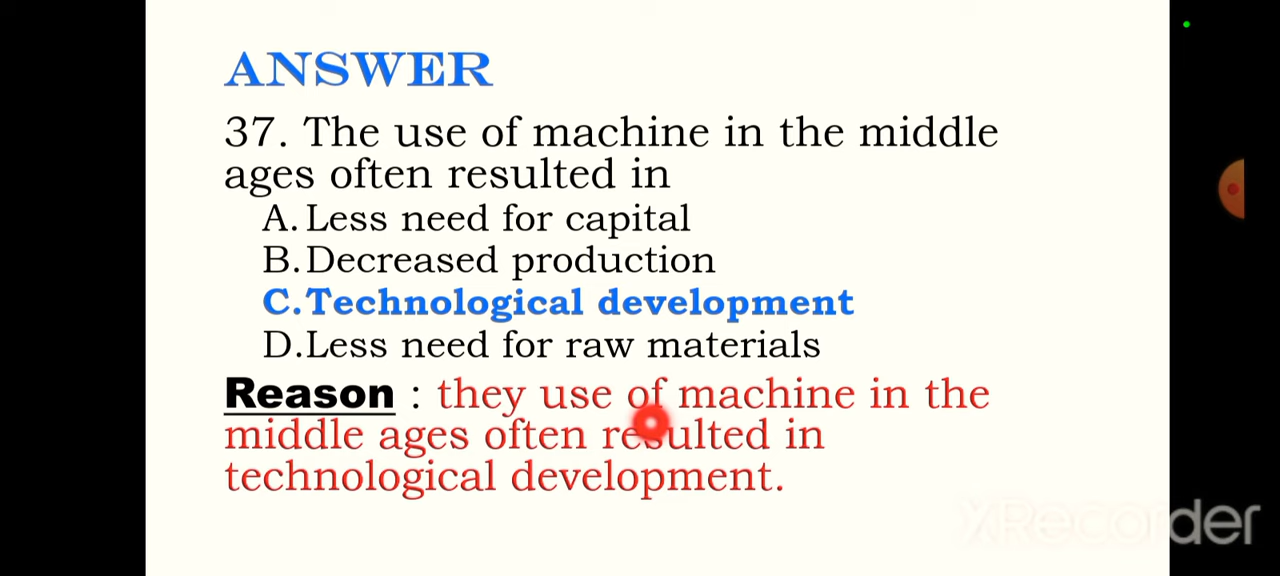 ANSWER
37. The use of machine in the middle
ages often resulted in
A. Less need for capital
B. Decreased production
C. Technological development
D. Less need for raw materials
Reason : they use of machine in the
middle ages often resulted in
technological development.
XRecorder